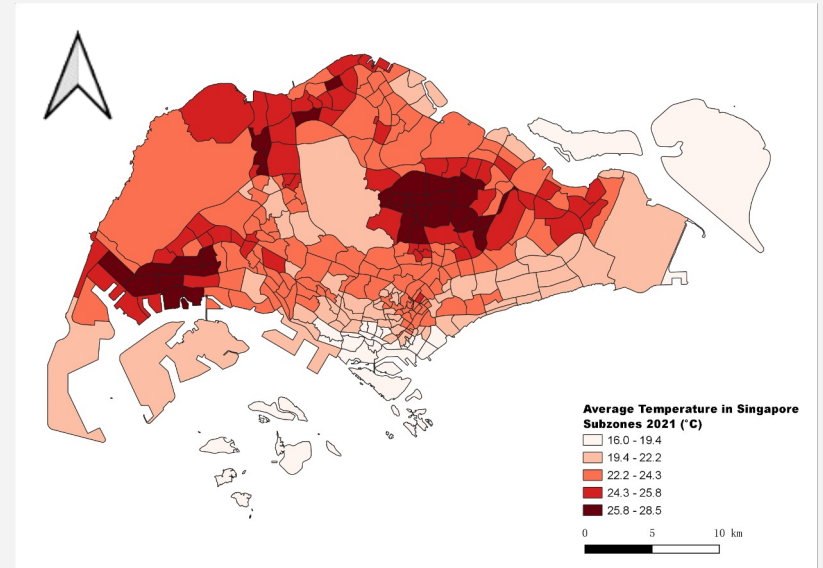 Average Temperature in Singapore
Subzones 2021 (°C)
16.0 - 19.4
19.4 - 22.2
22.2 - 24.3
24.3 - 25.8
25.8 - 28.5
0 5 10 km